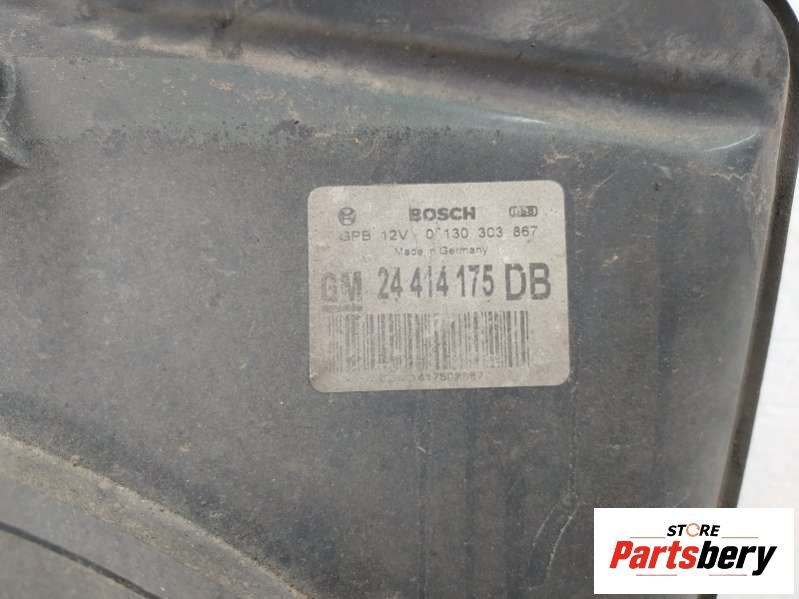 BOSCH
GPB 12V 0 130 303 867
Made in Germany
GM 24 414 175 DB
STORE
Partsbery